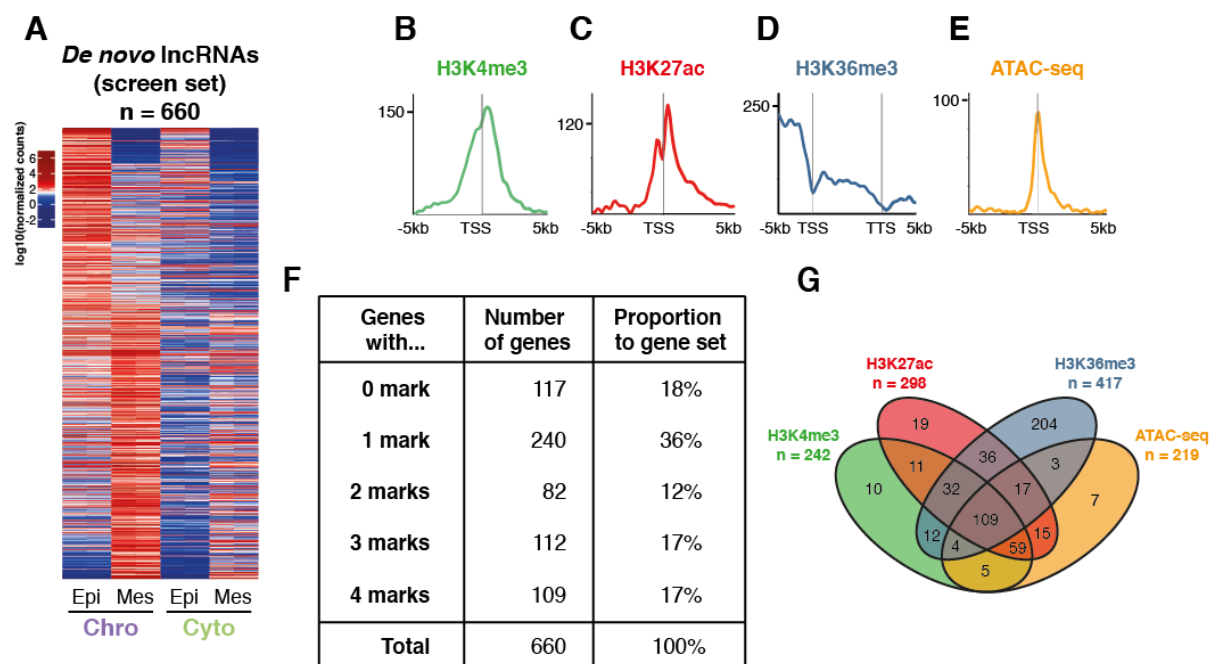 A
De novo lncRNAs
(screen set)
n = 660
log10(normalized counts)
6
4
2
0
-2
Epi Mes Epi Mes
Chro Cyto
B
H3K4me3
150
-5kb TSS 5kb
C
H3K27ac
120
-5kb TSS 5kb
D
H3K36me3
250
-5kb TSS TTS 5kb
E
ATAC-seq
100
-5kb TSS 5kb
F
Genes with... Number of genes Proportion to gene set
0 mark 117 18%
1 mark 240 36%
2 marks 82 12%
3 marks 112 17%
4 marks 109 17%
Total 660 100%
G
H3K27ac
n = 298
H3K36me3
n = 417
H3K4me3
n = 242
ATAC-seq
n = 219
19 204
11 36 3
10 32 17 7
109
12 4 59 15
5